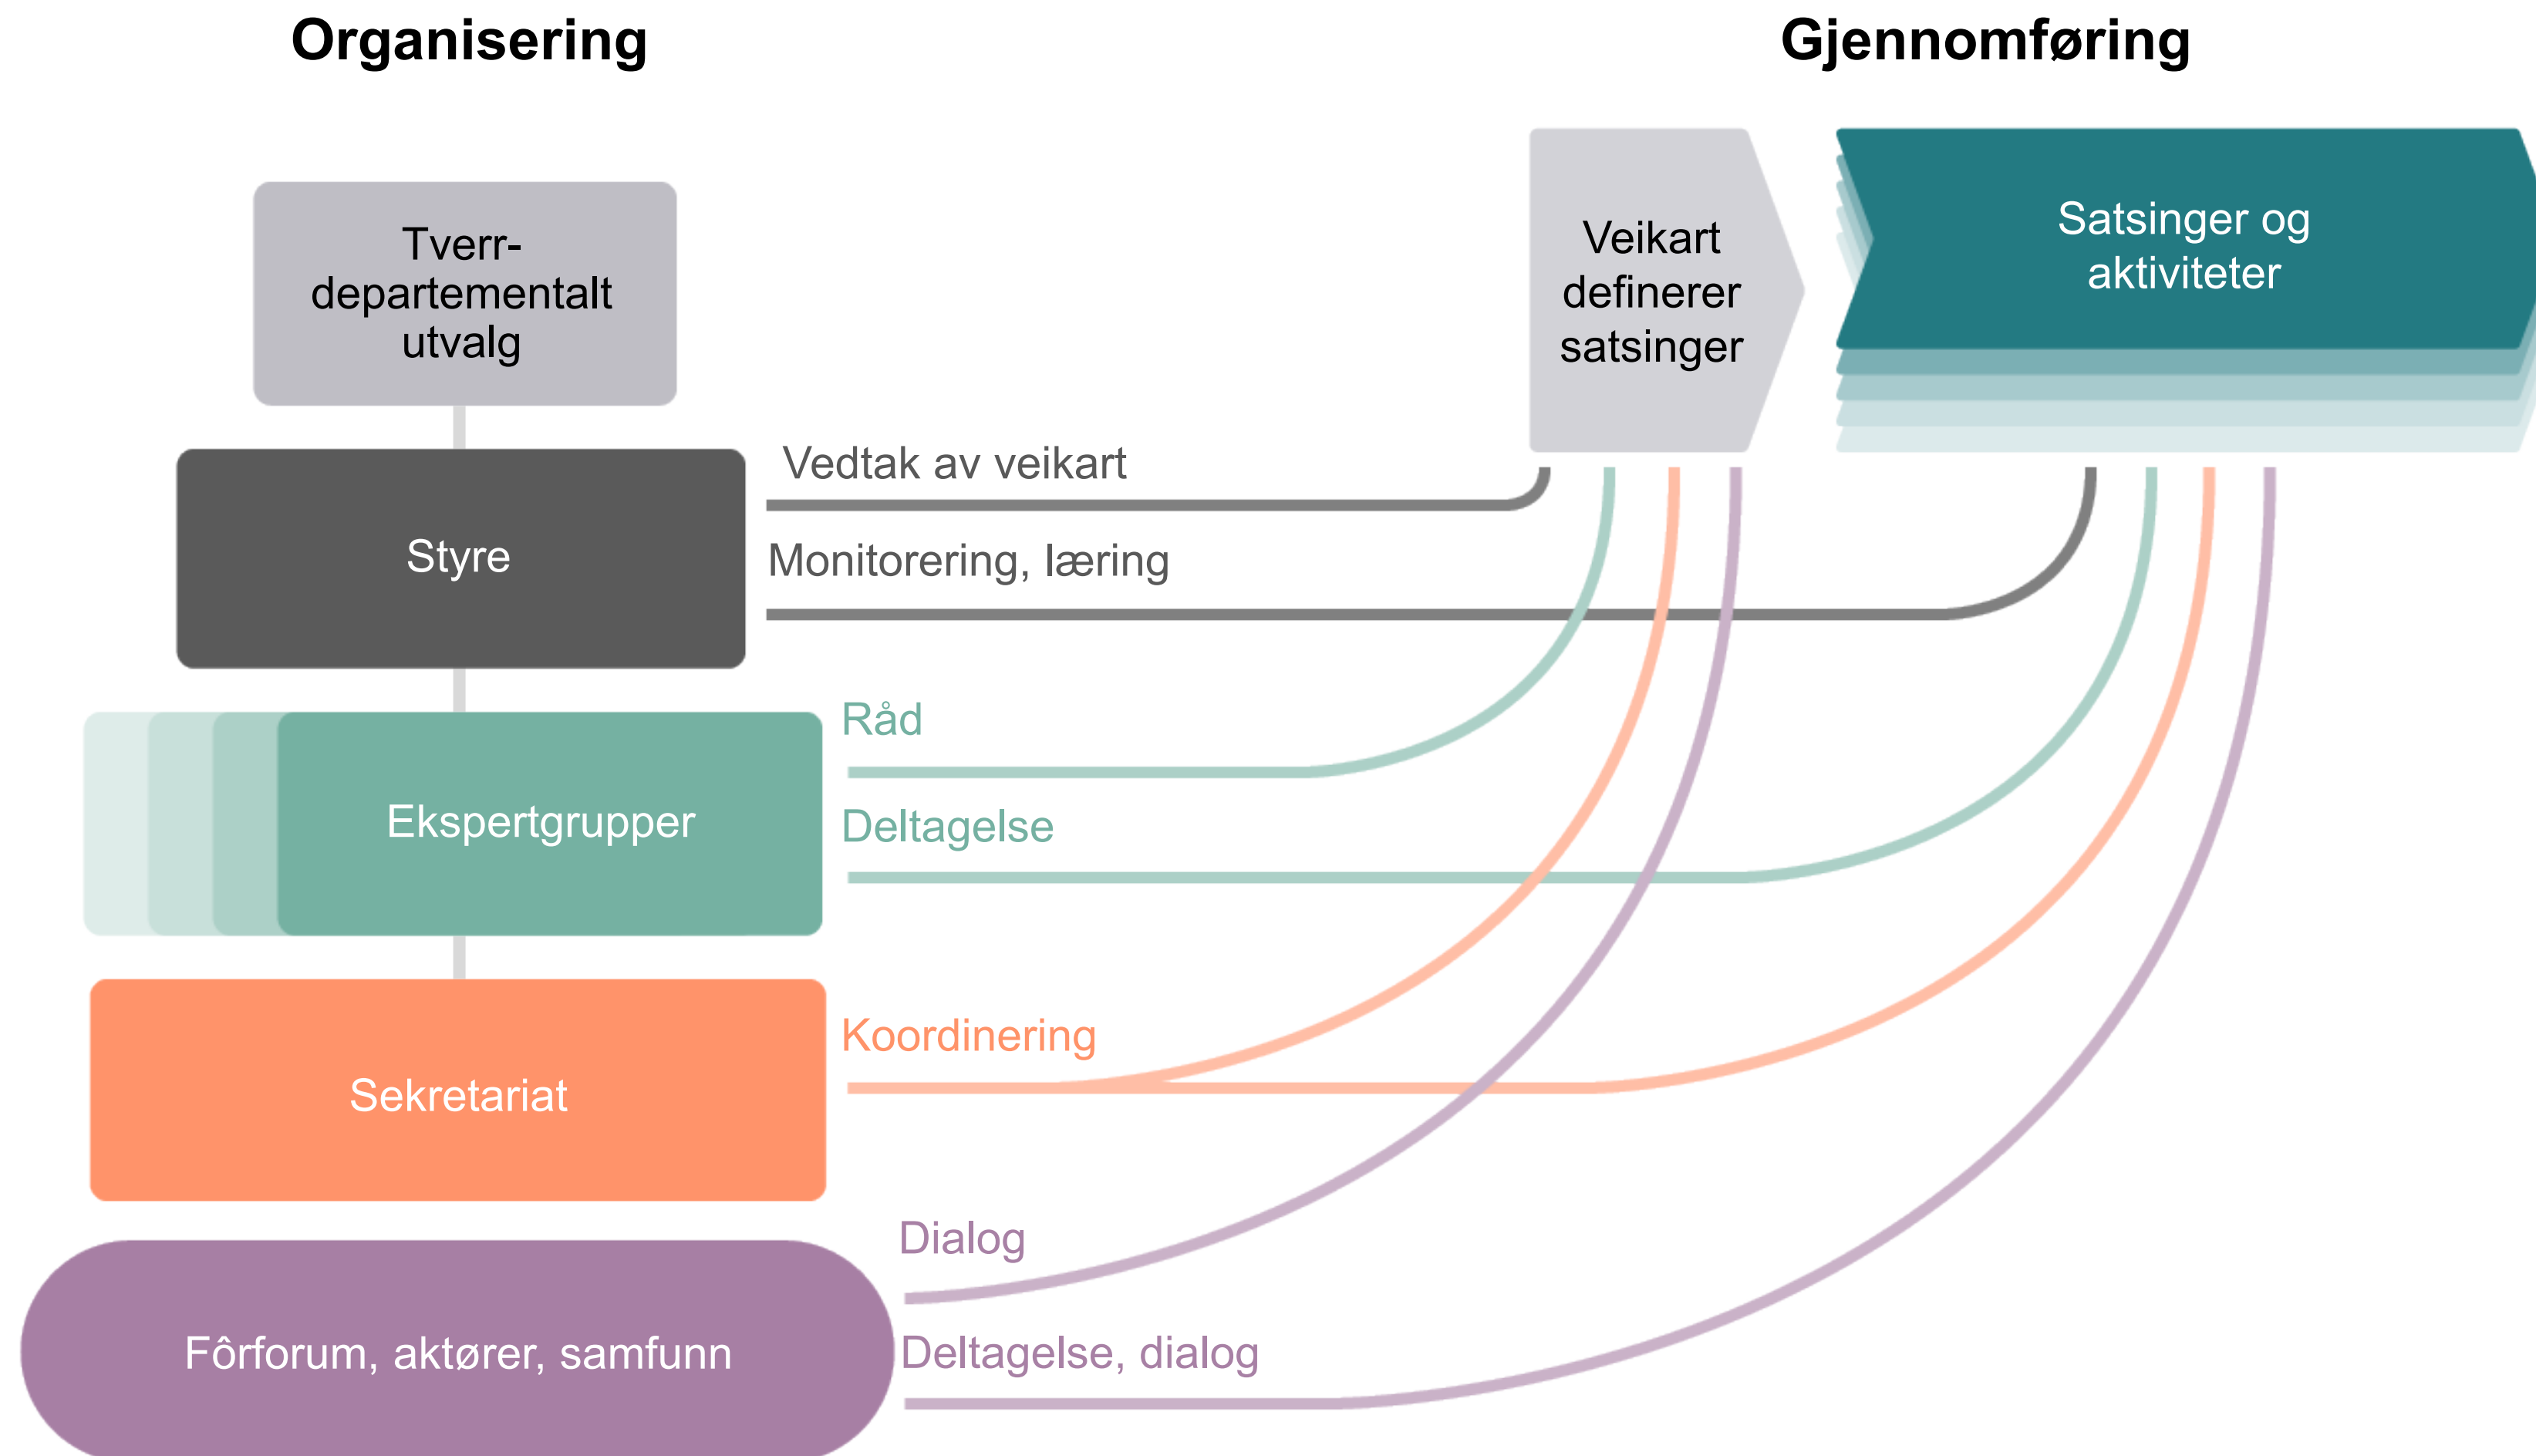 Organisering
Gjennomføring
Tverr-
departementalt
utvalg
Veikart
definerer
satsinger
Satsinger og
aktiviteter
Vedtak av veikart
Styre
Monitorering, læring
Råd
Ekspertgrupper
Deltagelse
Koordinering
Sekretariat
Dialog
Fôrforum, aktører, samfunn
Deltagelse, dialog